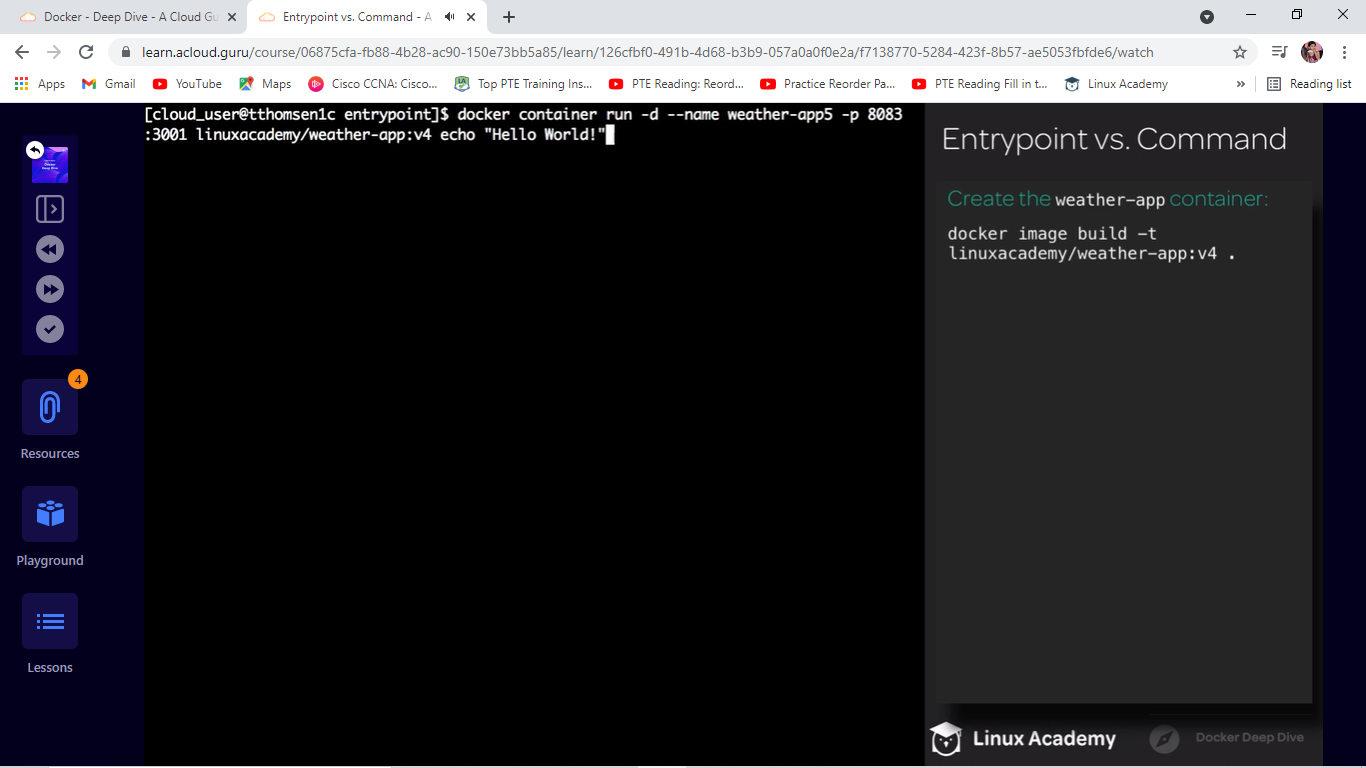 Docker - Deep Dive - A Cloud Gu
Entrypoint vs. Command - A
learn.acloud.guru/course/06875cfa-fb88-4b28-ac90-150e73bb5a85/learn/126cfbf0-491b-4d68-b3b9-057a0a0f0e2a/f7138770-5284-423f-8b57-ae5053fbfde6/watch
Apps
Gmail
YouTube
Maps
Cisco CCNA: Cisco...
Top PTE Training Ins...
PTE Reading: Reord...
Practice Reorder Pa...
PTE Reading Fill in t...
Linux Academy
»
Reading list
[cloud_user@tthomsen1c entrypoint]$ docker container run -d --name weather-app5 -p 8083
:3001 linuxacademy/weather-app:v4 echo "Hello World!"
4
Resources
Playground
Lessons
Entrypoint vs. Command
Create the weather-app container:
docker image build -t
linuxacademy/weather-app:v4 .
Linux Academy
Docker Deep Dive